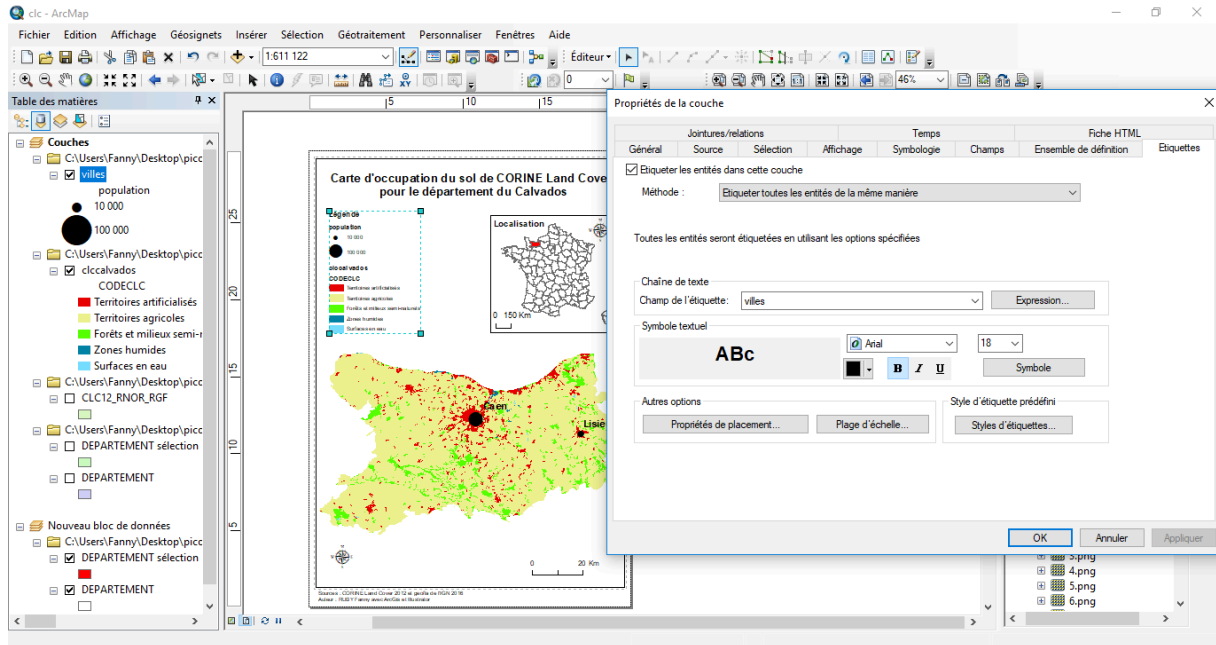 clc - ArcMap
Fichier Edition Affichage Géosignets Insérer Sélection Géotraitement Personnaliser Fenêtres Aide
1:611 122
Éditeur
0
46%
Table des matières
Couches
C:\Users\Fanny\Desktop\picc
villes
population
10 000
100 000
C:\Users\Fanny\Desktop\picc
clccalvados
CODECLC
Territoires artificialisés
Territoires agricoles
Forêts et milieux semi-r
Zones humides
Surfaces en eau
C:\Users\Fanny\Desktop\picc
CLC12_RNOR_RGF
C:\Users\Fanny\Desktop\picc
DEPARTEMENT sélection
DEPARTEMENT
Nouveau bloc de données
C:\Users\Fanny\Desktop\picc
DEPARTEMENT sélection
DEPARTEMENT
5 10 15
25
20
15
10
5
Carte d'occupation du sol de CORINE Land Cove
pour le département du Calvados
Légende
population
10 000
100 000
clccalvados
CODECLC
Territoires artificialisés
Territoires agricoles
Forêts et milieux semi-naturels
Zones humides
Surfaces en eau
Localisation
0 150 Km
Caen
Lisie
0 20 Km
Sources : CORINE Land Cover 2012 et geofla de l'IGN 2016
Auteur : RUBY Fanny avec ArcGis et Illustrator
Propriétés de la couche
Jointures/relations Temps Fiche HTML
Général Source Sélection Affichage Symbologie Champs Ensemble de définition Etiquettes
Etiqueter les entités dans cette couche
Méthode : Etiqueter toutes les entités de la même manière
Toutes les entités seront étiquetées en utilisant les options spécifiées
Chaîne de texte
Champ de l'étiquette: villes Expression...
Symbole textuel
ABc
Arial 18
B I U Symbole
Autres options
Propriétés de placement... Plage d'échelle...
Style d'étiquette prédéfini
Styles d'étiquettes...
OK Annuler Appliquer
3.png
4.png
5.png
6.png